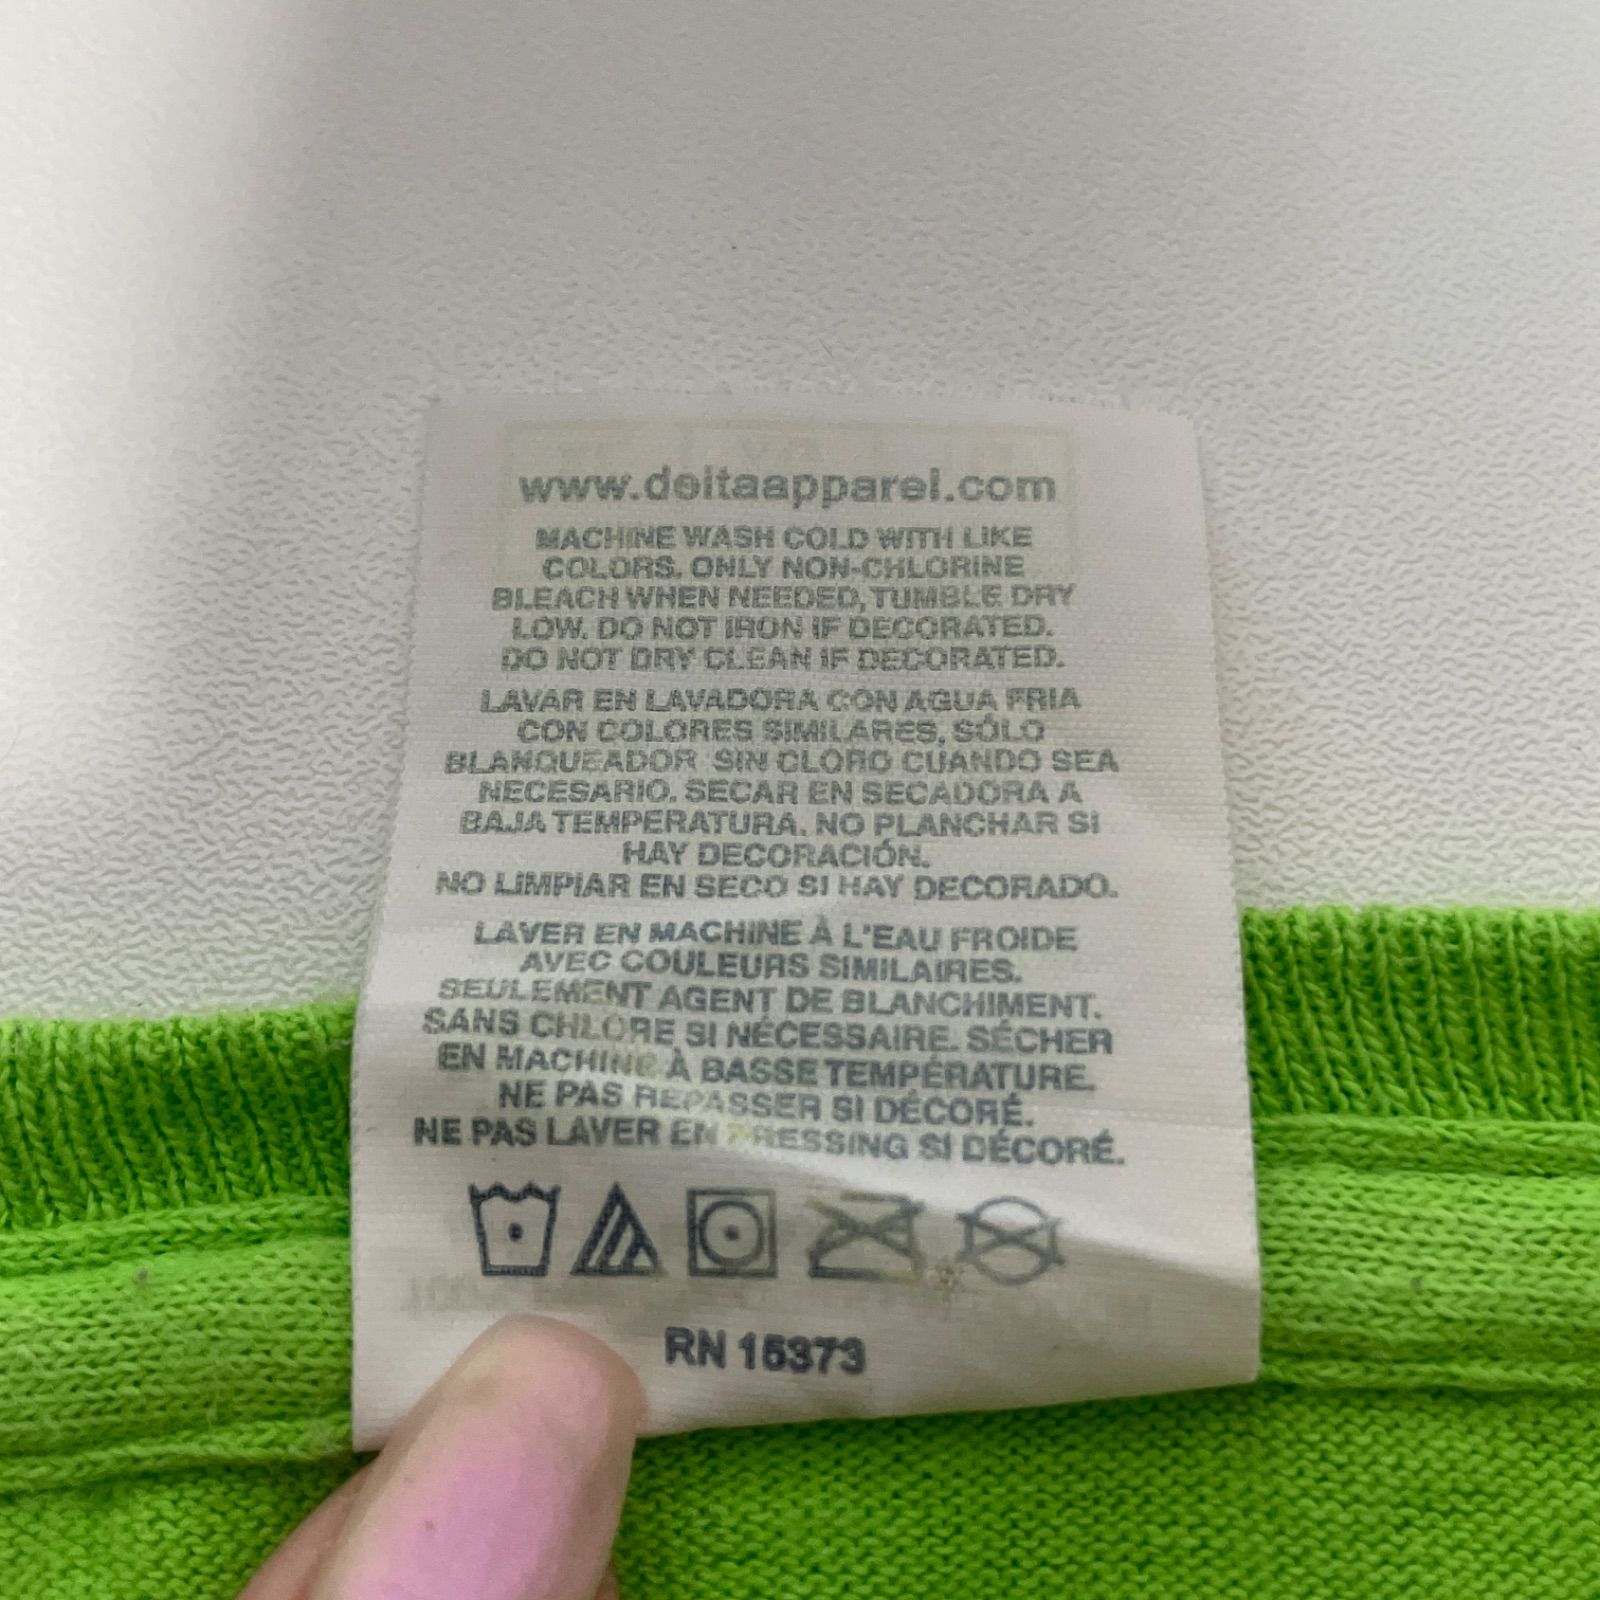 www.deltaapparel.com
MACHINE WASH COLD WITH LIKE
COLORS. ONLY NON-CHLORINE
BLEACH WHEN NEEDED, TUMBLE DRY
LOW. DO NOT IRON IF DECORATED.
DO NOT DRY CLEAN IF DECORATED.
LAVAR EN LAVADORA CON AGUA FRIA
CON COLORES SIMILARES, SÓLO
BLANQUEADOR SIN CLORO CUANDO SEA
NECESARIO. SECAR EN SECADORA A
BAJA TEMPERATURA. NO PLANCHAR SI
HAY DECORACIÓN.
NO LIMPIAR EN SECO SI HAY DECORADO.
LAVER EN MACHINE À L'EAU FROIDE
AVEC COULEURS SIMILAIRES.
SEULEMENT AGENT DE BLANCHIMENT.
SANS CHLORE SI NÉCESSAIRE. SÉCHER
EN MACHINE À BASSE TEMPÉRATURE.
NE PAS REPASSER SI DÉCORÉ.
NE PAS LAVER EN PRESSING SI DÉCORÉ.
RN 15373